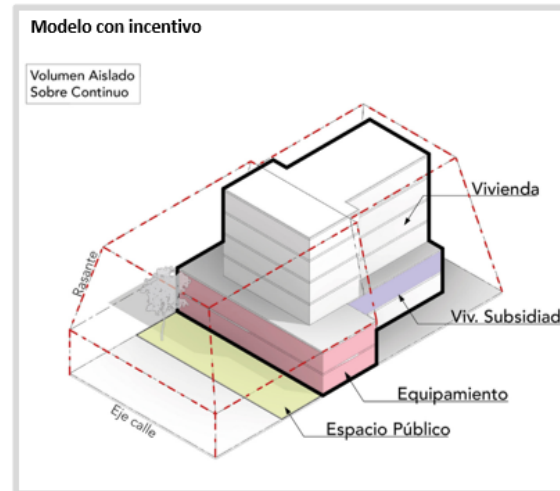 Modelo con incentivo
Volumen Aislado
Sobre Continuo
Vivienda
Rasante
Viv. Subsidiad
Equipamiento
Espacio Público
Eje calle